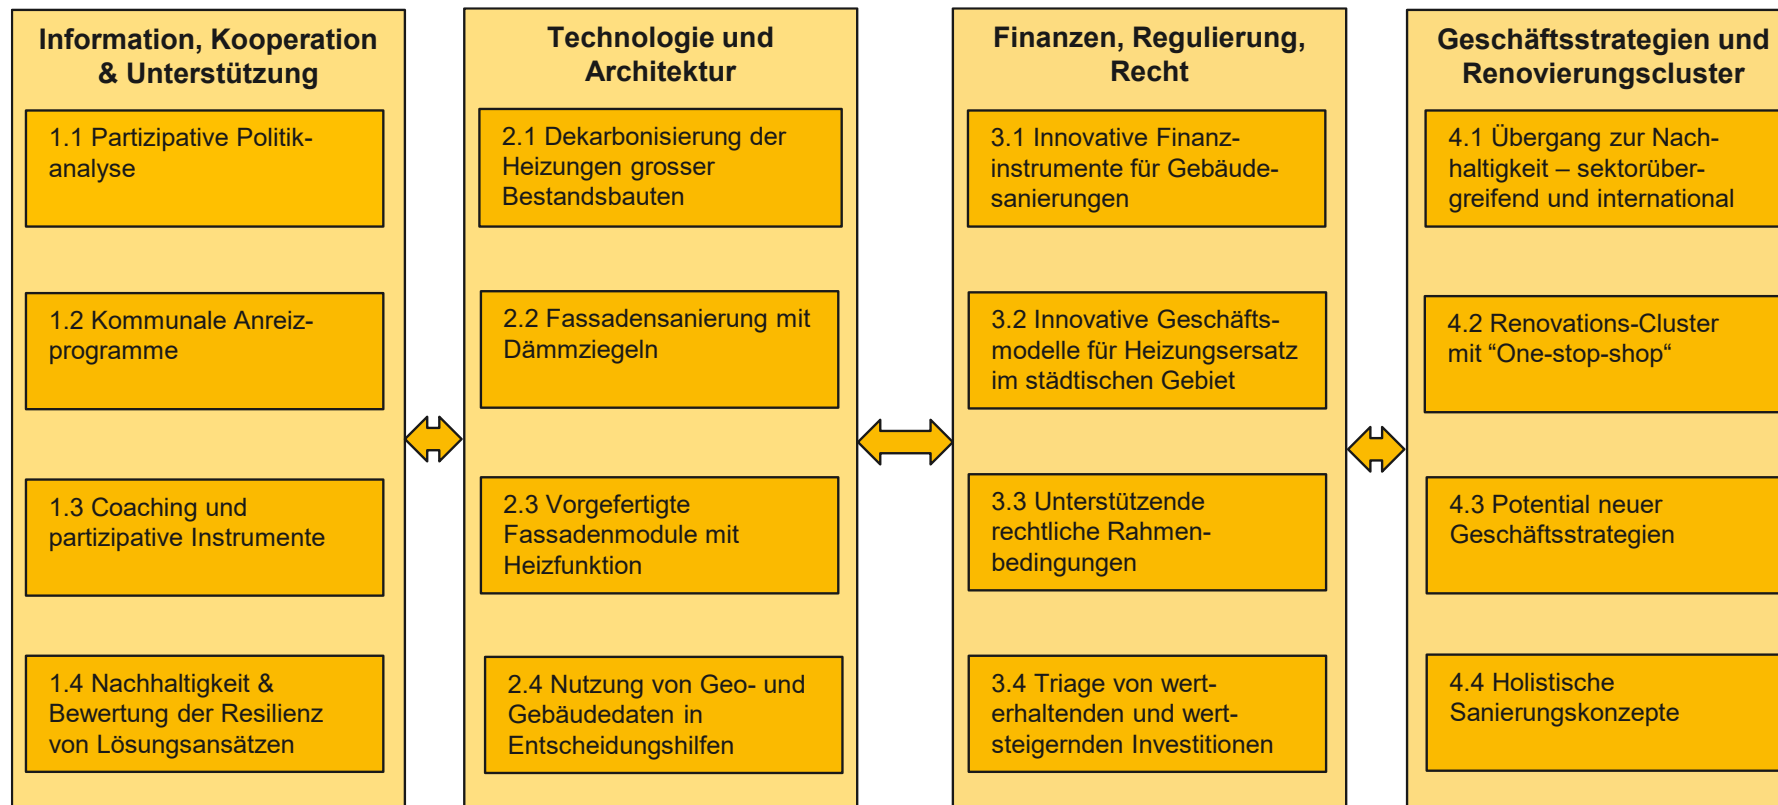 Information, Kooperation
& Unterstützung
1.1 Partizipative Politik-
analyse
1.2 Kommunale Anreiz-
programme
1.3 Coaching und
partizipative Instrumente
1.4 Nachhaltigkeit &
Bewertung der Resilienz
von Lösungsansätzen
Technologie und
Architektur
2.1 Dekarbonisierung der
Heizungen grosser
Bestandsbauten
2.2 Fassadensanierung mit
Dämmziegeln
2.3 Vorgefertigte
Fassadenmodule mit
Heizfunktion
2.4 Nutzung von Geo- und
Gebäudedaten in
Entscheidungshilfen
Finanzen, Regulierung,
Recht
3.1 Innovative Finanz-
instrumente für Gebäude-
sanierungen
3.2 Innovative Geschäfts-
modelle für Heizungsersatz
im städtischen Gebiet
3.3 Unterstützende
rechtliche Rahmen-
bedingungen
3.4 Triage von wert-
erhaltenden und wert-
steigernden Investitionen
Geschäftsstrategien und
Renovierungscluster
4.1 Übergang zur Nach-
haltigkeit – sektorüber-
greifend und international
4.2 Renovations-Cluster
mit “One-stop-shop“
4.3 Potential neuer
Geschäftsstrategien
4.4 Holistische
Sanierungskonzepte